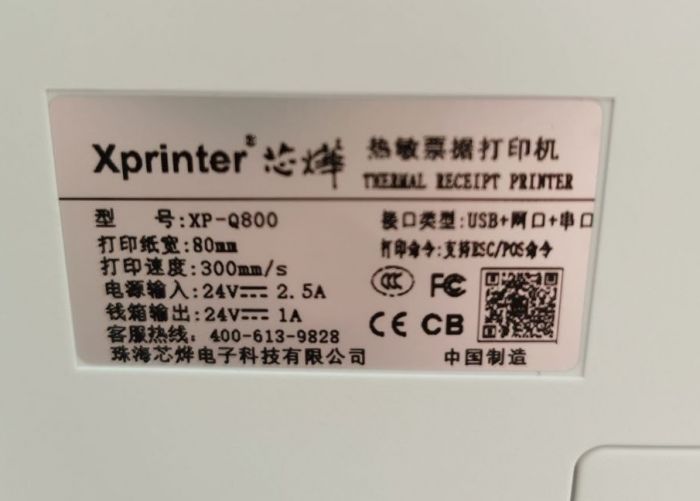 Xprinter® 芯烨® 热敏票据打印机
THERMAL RECEIPT PRINTER
型 号:XP-Q800
接口类型:USB+网口+串口
打印纸宽:80mm
打印命令:支持ESC/POS命令
打印速度:300mm/s
电源输入:24V⎓ 2.5A
钱箱输出:24V⎓ 1A
客服热线: 400-613-9828
珠海芯烨电子科技有限公司
CCC FC
CE CB
中国制造